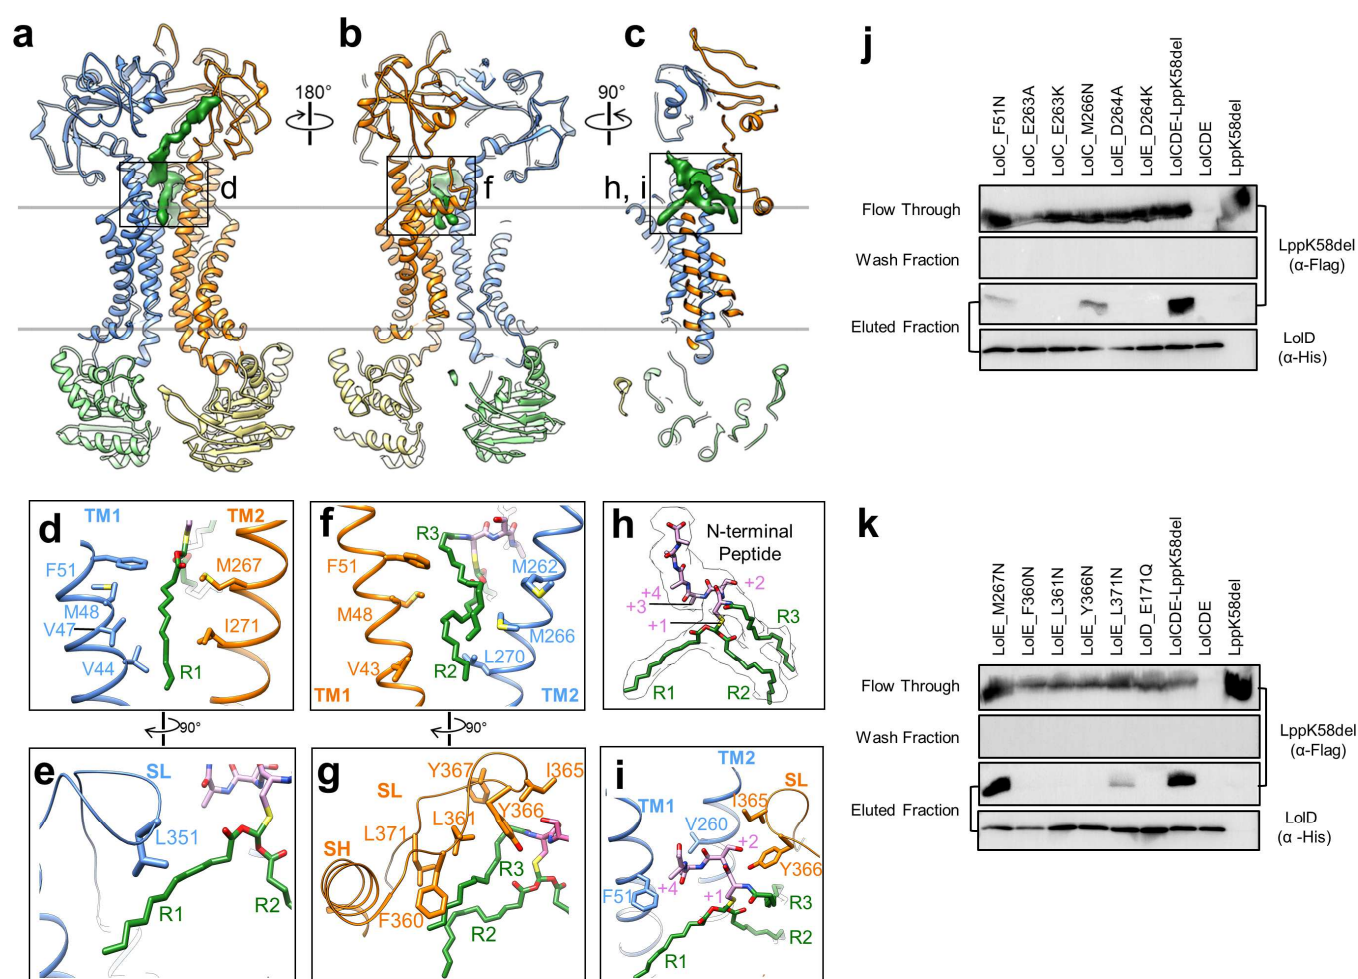 a
180°
d
b
90°
f
c
h, i
j
LolC_F51N
LolC_E263A
LolC_E263K
LolC_M266N
LolE_D264A
LolE_D264K
LolCDE-LppK58del
LolCDE
LppK58del
Flow Through
Wash Fraction
Eluted Fraction
LppK58del
(α-Flag)
LolD
(α-His)
d
TM1
TM2
F51
M267
M48
V47
I271
V44
R1
90°
f
R3
F51
M262
M48
M266
V43
R2
L270
TM1
TM2
90°
h
N-terminal
Peptide
+4
+2
+3
+1
R3
R1
R2
e
SL
L351
R1
R2
g
Y367
I365
SL
L361
Y366
L371
SH
R3
F360
R2
i
TM2
SL
TM1
I365
V260
+2
Y366
F51
+4
+1
R3
R2
R1
k
LolE_M267N
LolE_F360N
LolE_L361N
LolE_Y366N
LolE_L371N
LolD_E171Q
LolCDE-LppK58del
LolCDE
LppK58del
Flow Through
Wash Fraction
Eluted Fraction
LppK58del
(α-Flag)
LolD
(α -His)